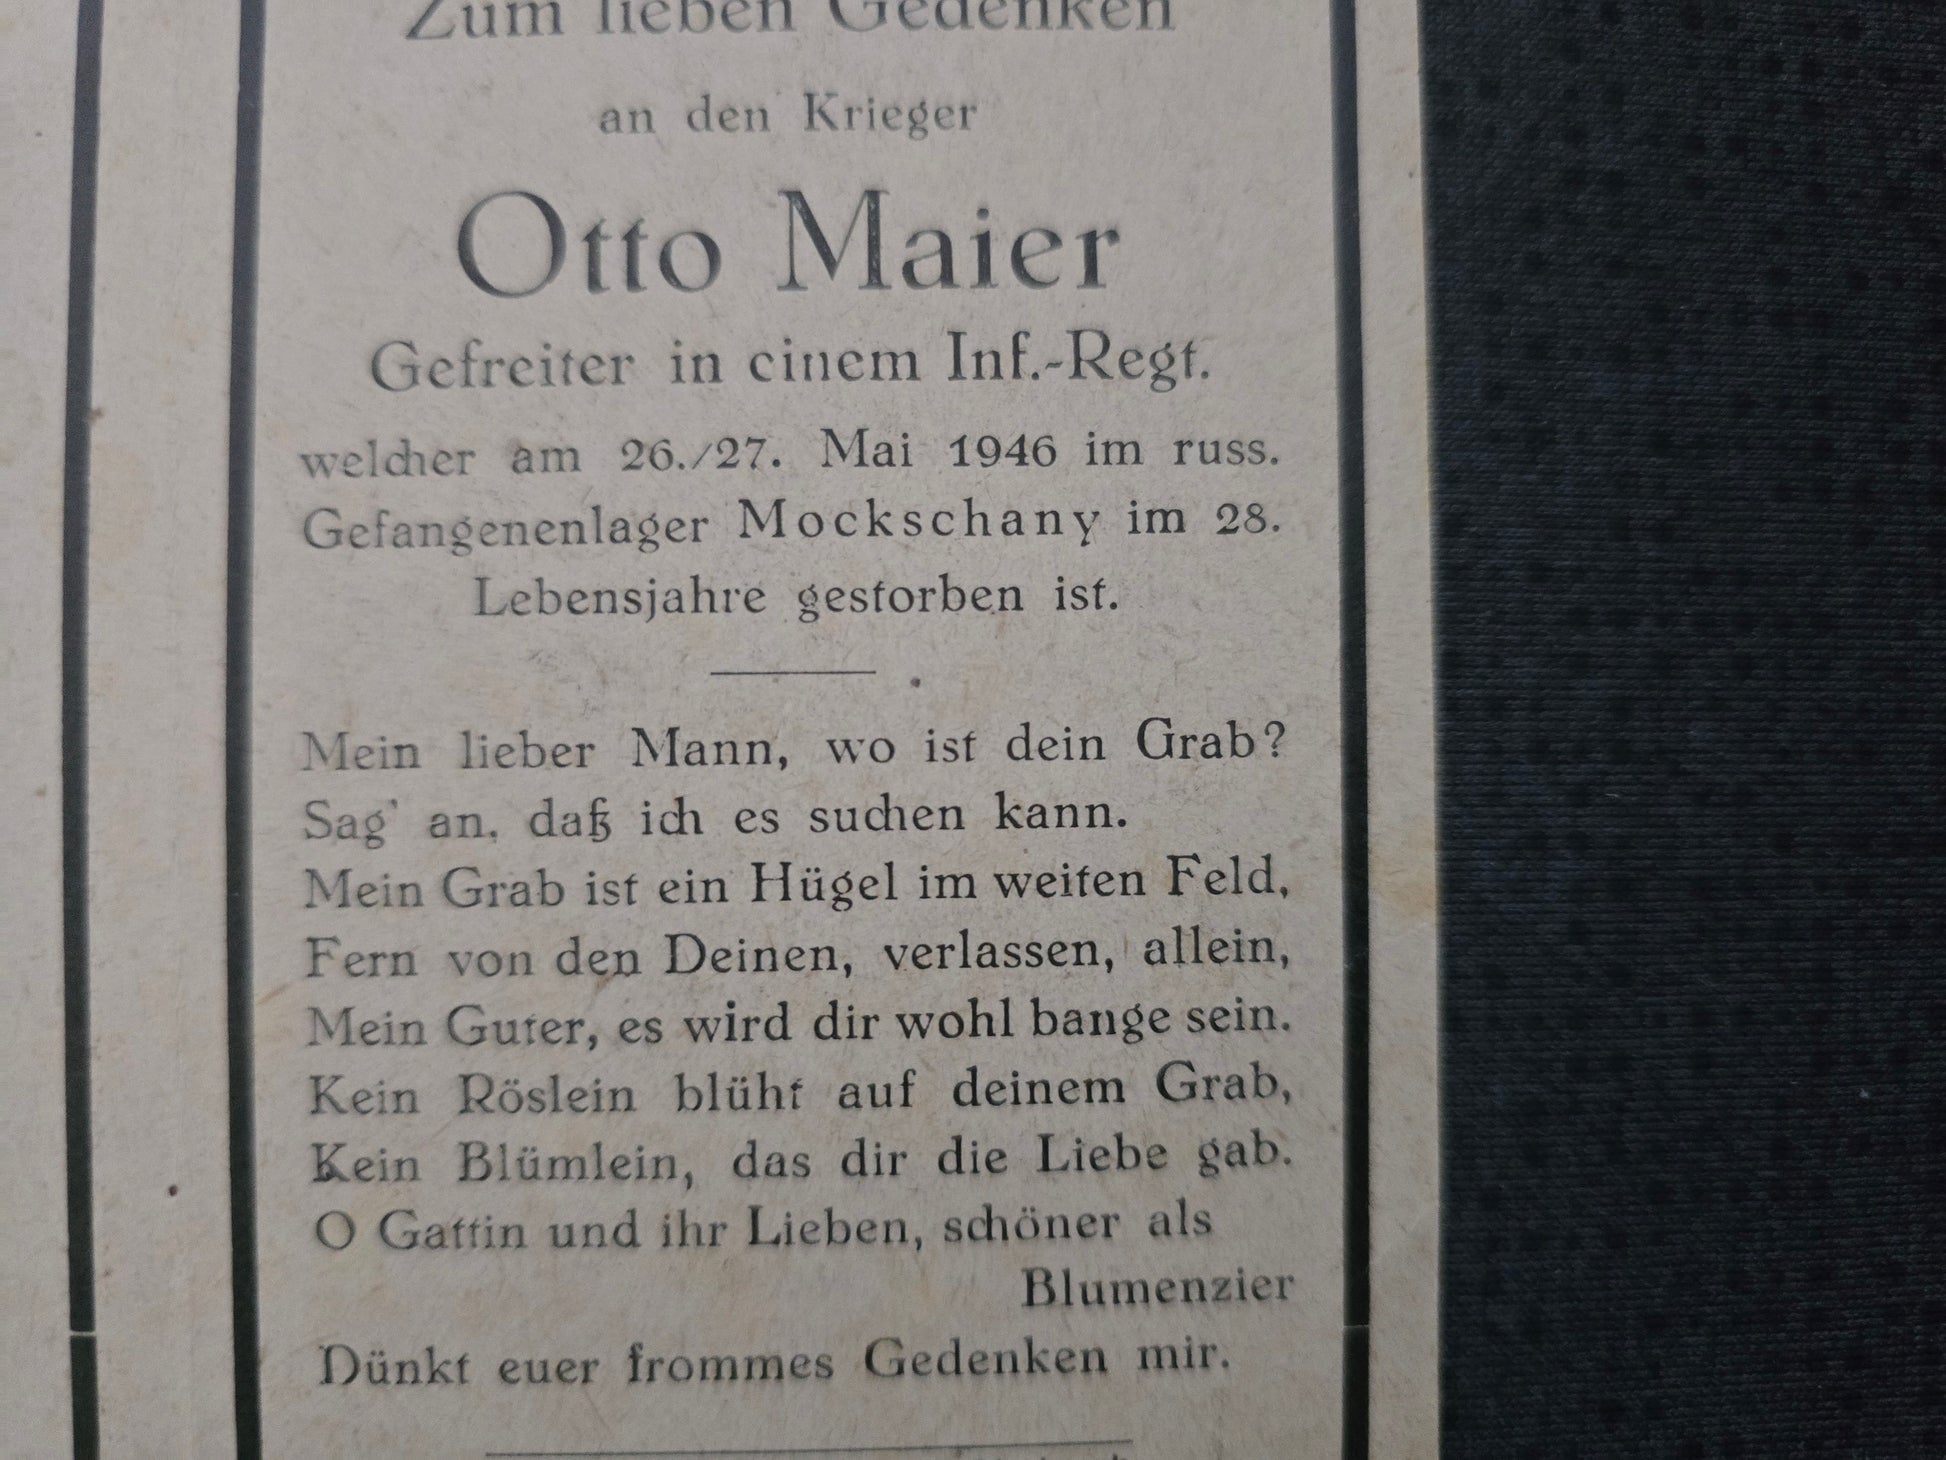 Zum lieben Gedenken
an den Krieger
Otto Maier
Gefreiter in einem Inf.-Regt.
welcher am 26./27. Mai 1946 im russ.
Gefangenenlager Mockschany im 28.
Lebensjahre gestorben ist.
Mein lieber Mann, wo ist dein Grab?
Sag' an, daß ich es suchen kann.
Mein Grab ist ein Hügel im weiten Feld,
Fern von den Deinen, verlassen, allein,
Mein Guter, es wird dir wohl bange sein.
Kein Röslein blüht auf deinem Grab,
Kein Blümlein, das dir die Liebe gab.
O Gattin und ihr Lieben, schöner als
Blumenzier
Dünkt euer frommes Gedenken mir.